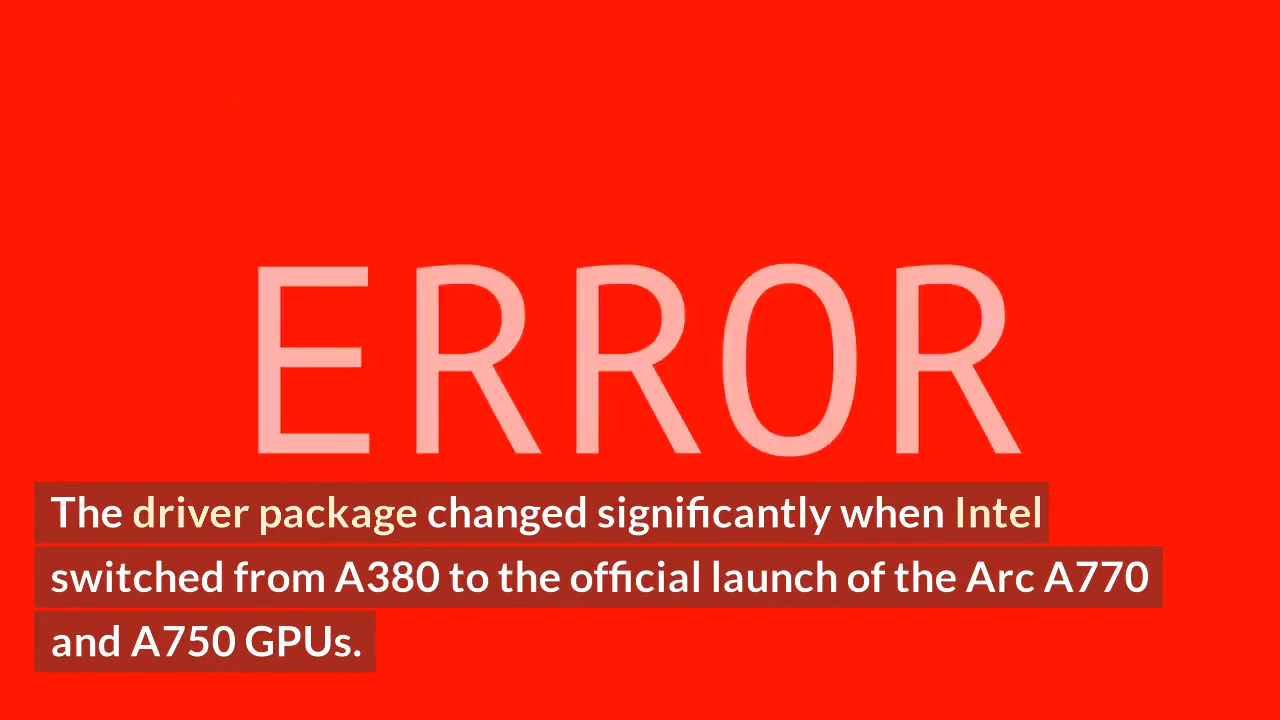 ERROR
The driver package changed significantly when Intel
switched from A380 to the official launch of the Arc A770
and A750 GPUs.